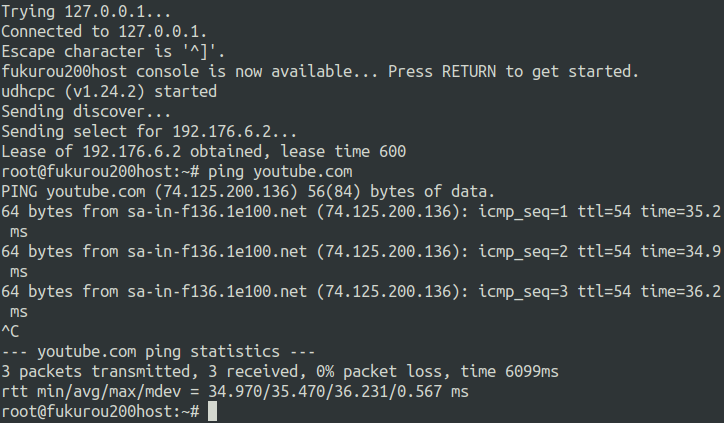 Trying 127.0.0.1...
Connected to 127.0.0.1.
Escape character is '^]'.
fukurou200host console is now available... Press RETURN to get started.
udhcpc (v1.24.2) started
Sending discover...
Sending select for 192.176.6.2...
Lease of 192.176.6.2 obtained, lease time 600
root@fukurou200host:~# ping youtube.com
PING youtube.com (74.125.200.136) 56(84) bytes of data.
64 bytes from sa-in-f136.1e100.net (74.125.200.136): icmp_seq=1 ttl=54 time=35.2
 ms
64 bytes from sa-in-f136.1e100.net (74.125.200.136): icmp_seq=2 ttl=54 time=34.9
 ms
64 bytes from sa-in-f136.1e100.net (74.125.200.136): icmp_seq=3 ttl=54 time=36.2
 ms
^C
--- youtube.com ping statistics ---
3 packets transmitted, 3 received, 0% packet loss, time 6099ms
rtt min/avg/max/mdev = 34.970/35.470/36.231/0.567 ms
root@fukurou200host:~#